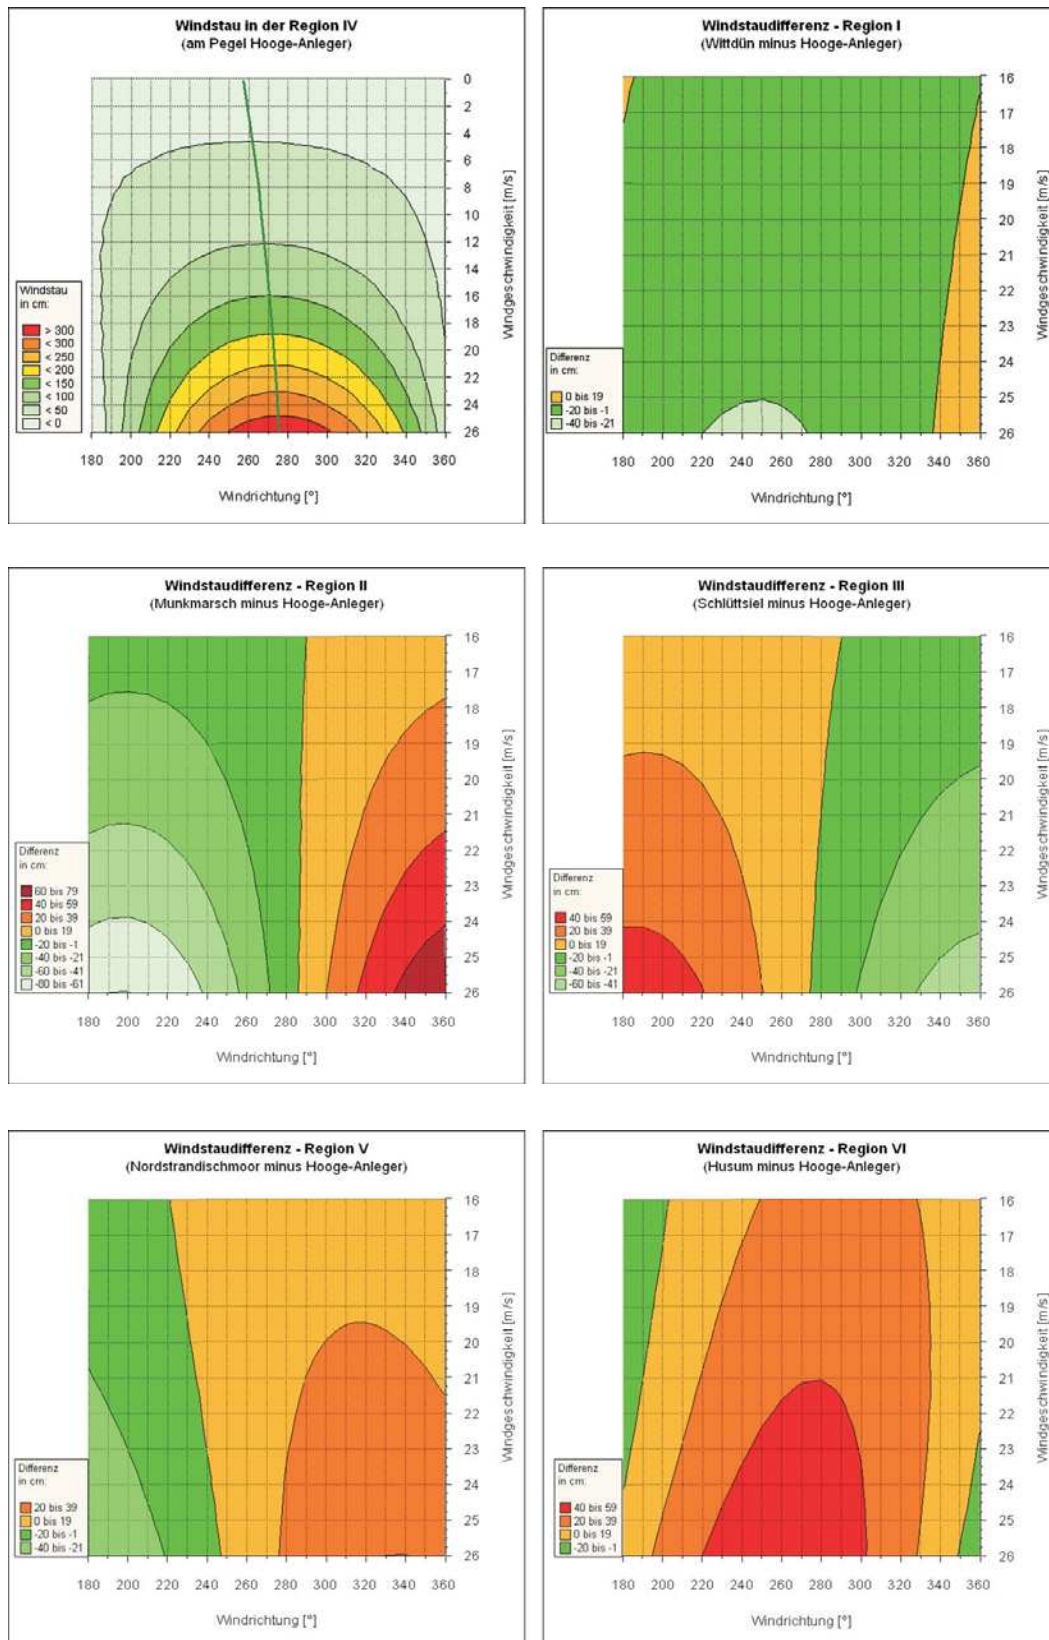 Windstau in der Region IV
(am Pegel Hooge-Anleger)
0
2
4
6
8
10
12
14
16
18
20
22
24
26
Windgeschwindigkeit [m/s]
Windstau
in cm:
> 300
< 300
< 250
< 200
< 150
< 100
< 50
< 0
180 200 220 240 260 280 300 320 340 360
Windrichtung [°]
Windstaudifferenz - Region I
(Wittdün minus Hooge-Anleger)
16
17
18
19
20
21
22
23
24
25
26
Windgeschwindigkeit [m/s]
Differenz
in cm:
0 bis 19
-20 bis -1
-40 bis -21
180 200 220 240 260 280 300 320 340 360
Windrichtung [°]
Windstaudifferenz - Region II
(Munkmarsch minus Hooge-Anleger)
16
17
18
19
20
21
22
23
24
25
26
Windgeschwindigkeit [m/s]
Differenz
in cm:
60 bis 79
40 bis 59
20 bis 39
0 bis 19
-20 bis -1
-40 bis -21
-60 bis -41
-80 bis -61
180 200 220 240 260 280 300 320 340 360
Windrichtung [°]
Windstaudifferenz - Region III
(Schlüttsiel minus Hooge-Anleger)
16
17
18
19
20
21
22
23
24
25
26
Windgeschwindigkeit [m/s]
Differenz
in cm:
40 bis 59
20 bis 39
0 bis 19
-20 bis -1
-40 bis -21
-60 bis -41
180 200 220 240 260 280 300 320 340 360
Windrichtung [°]
Windstaudifferenz - Region V
(Nordstrandischmoor minus Hooge-Anleger)
16
17
18
19
20
21
22
23
24
25
26
Windgeschwindigkeit [m/s]
Differenz
in cm:
20 bis 39
0 bis 19
-20 bis -1
-40 bis -21
180 200 220 240 260 280 300 320 340 360
Windrichtung [°]
Windstaudifferenz - Region VI
(Husum minus Hooge-Anleger)
16
17
18
19
20
21
22
23
24
25
26
Windgeschwindigkeit [m/s]
Differenz
in cm:
40 bis 59
20 bis 39
0 bis 19
-20 bis -1
180 200 220 240 260 280 300 320 340 360
Windrichtung [°]